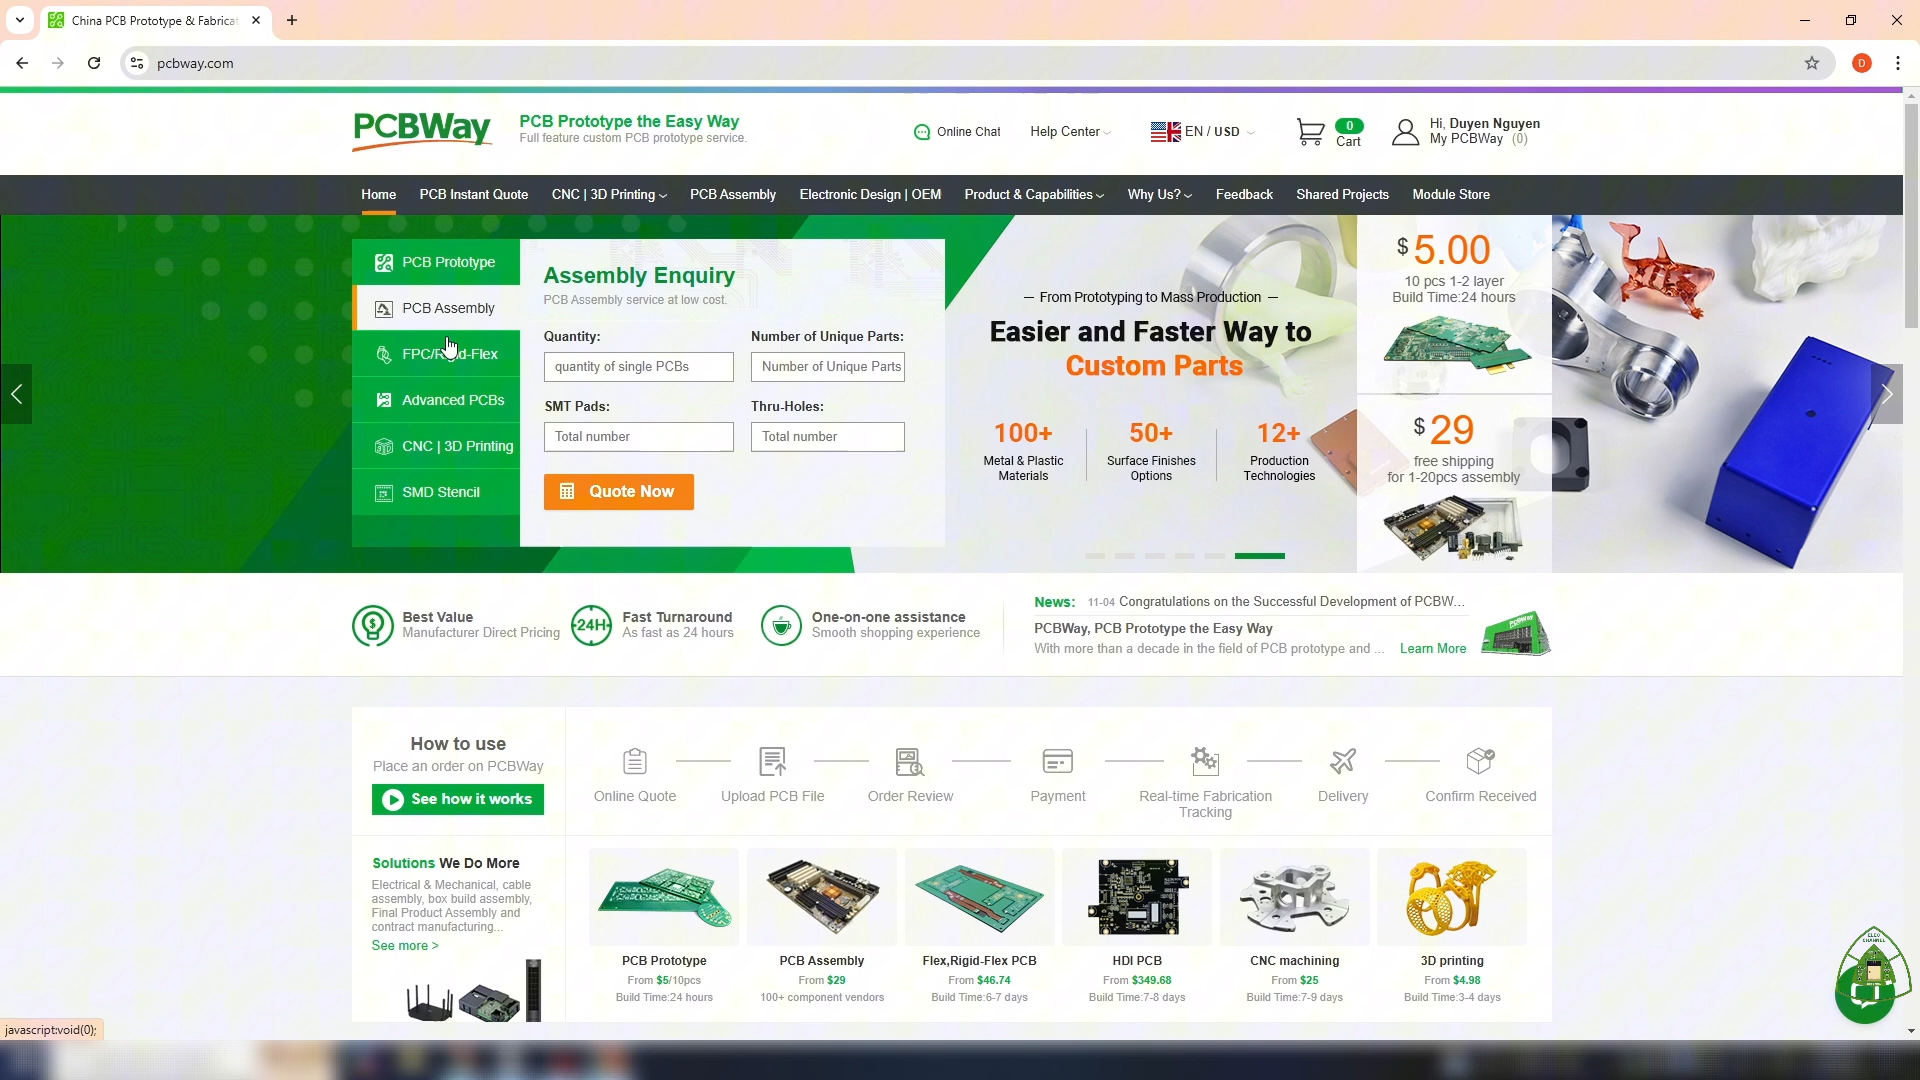 China PCB Prototype & Fabrica
pcbway.com
D
PCBWay
PCB Prototype the Easy Way
Full feature custom PCB prototype service.
Online Chat
Help Center
EN / USD
0
Cart
Hi, Duyen Nguyen
My PCBWay (0)
Home
PCB Instant Quote
CNC | 3D Printing
PCB Assembly
Electronic Design | OEM
Product & Capabilities
Why Us?
Feedback
Shared Projects
Module Store
PCB Prototype
PCB Assembly
Advanced PCBs
CNC | 3D Printing
SMD Stencil
Assembly Enquiry
PCB Assembly service at low cost.
Quantity:
Number of Unique Parts:
quantity of single PCBs
Number of Unique Parts
SMT Pads:
Thru-Holes:
Total number
Total number
Quote Now
— From Prototyping to Mass Production —
Easier and Faster Way to
Custom Parts
100+
Metal & Plastic
Materials
50+
Surface Finishes
Options
12+
Production
Technologies
$ 5.00
10 pcs 1-2 layer
Build Time:24 hours
$ 29
free shipping
for 1-20pcs assembly
Best Value
Manufacturer Direct Pricing
24H
Fast Turnaround
As fast as 24 hours
One-on-one assistance
Smooth shopping experience
News: 11-04 Congratulations on the Successful Development of PCBW...
PCBWay, PCB Prototype the Easy Way
With more than a decade in the field of PCB prototype and ... Learn More
How to use
Place an order on PCBWay
See how it works
Online Quote
Upload PCB File
Order Review
Payment
Real-time Fabrication
Tracking
Delivery
Confirm Received
Solutions We Do More
Electrical & Mechanical, cable
assembly, box build assembly,
Final Product Assembly and
contract manufacturing...
See more >
PCB Prototype
From $5/10pcs
Build Time:24 hours
PCB Assembly
From $29
100+ component vendors
Flex,Rigid-Flex PCB
From $46.74
Build Time:6-7 days
HDI PCB
From $349.68
Build Time:7-8 days
CNC machining
From $25
Build Time:7-9 days
3D printing
From $4.98
Build Time:3-4 days
javascript:void(0);